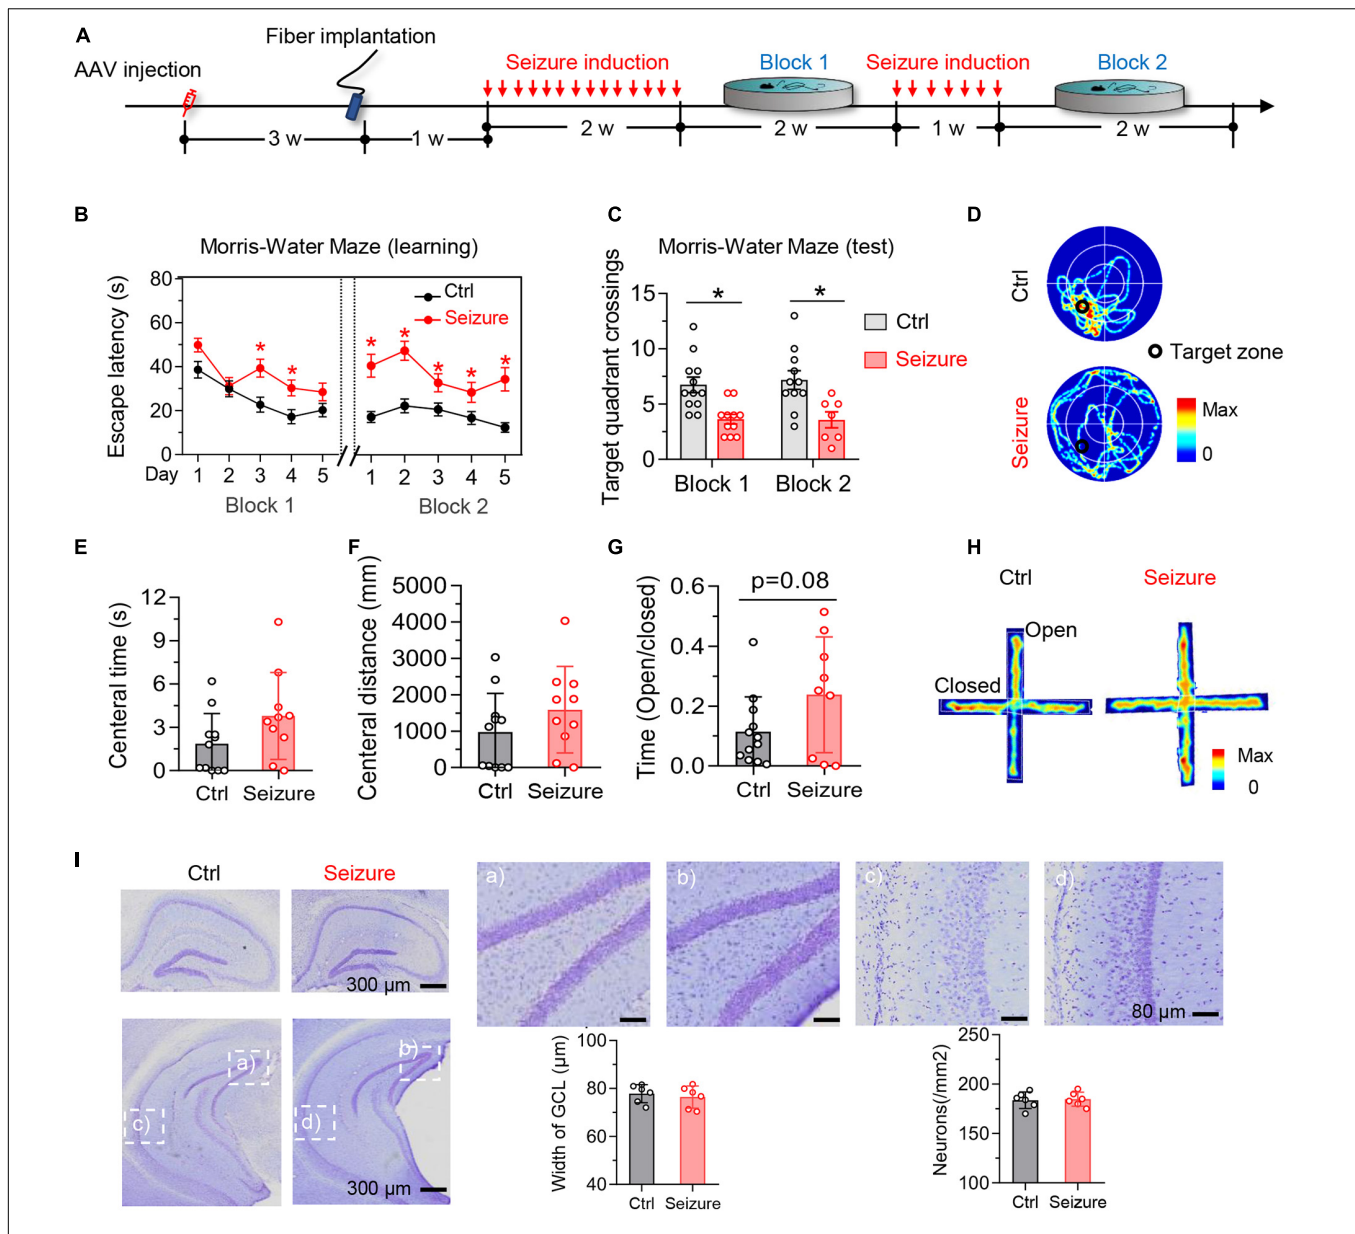 A
AAV injection
Fiber implantation
Seizure induction
Block 1
Seizure induction
Block 2
3 w
1 w
2 w
2 w
1 w
2 w
B
Morris-Water Maze (learning)
Escape latency (s)
80
60
40
20
0
Ctrl
Seizure
*
*
*
*
*
*
*
Day
1
2
3
4
5
1
2
3
4
5
Block 1
Block 2
C
Morris-Water Maze (test)
Target quadrant crossings
15
10
5
0
*
*
Ctrl
Seizure
Block 1
Block 2
D
Ctrl
Target zone
Seizure
Max
0
E
Centeral time (s)
12
9
6
3
0
Ctrl
Seizure
F
Centeral distance (mm)
5000
4000
3000
2000
1000
0
Ctrl
Seizure
G
Time (Open/closed)
0.6
0.4
0.2
0.0
p=0.08
Ctrl
Seizure
H
Ctrl
Seizure
Open
Closed
Max
0
I
Ctrl
Seizure
300 µm
a)
c)
b)
d)
300 µm
a)
b)
c)
d)
80 µm
Width of GCL (µm)
100
80
60
40
Ctrl
Seizure
Neurons(/mm2)
250
200
150
100
Ctrl
Seizure